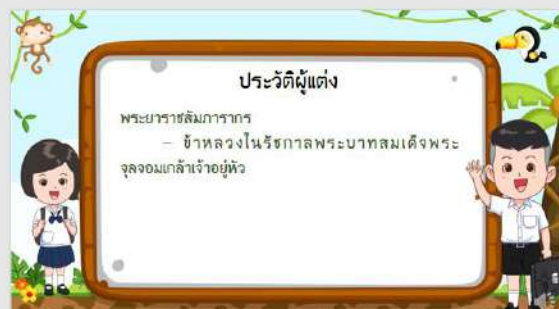 ประวัติผู้แต่ง
พระยาราชสัมภารากร
– ข้าหลวงในรัชกาลพระบาทสมเด็จพระ
จุลจอมเกล้าเจ้าอยู่หัว